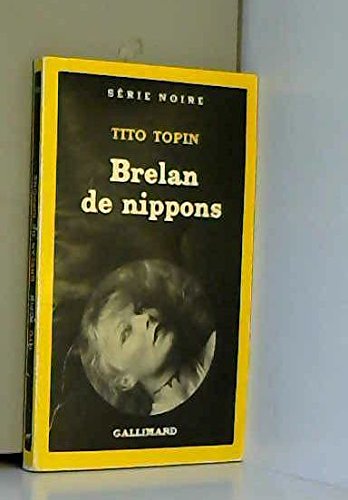 SÉRIE NOIRE
TITO TOPIN
Brelan
de nippons
GALLIMARD